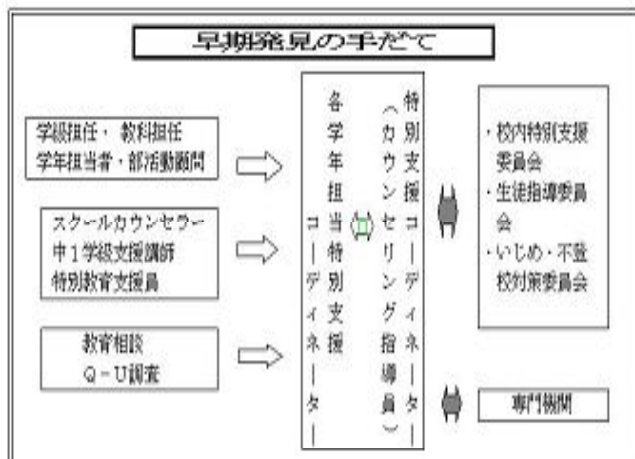 早期発見の手だて
学級担任・教科担任
学年担当者・部活動顧問
スクールカウンセラー
中1学級支援講師
特別教育支援員
教育相談
Q-U調査
特別支援コーディネーター
（カウンセリング指導員）
各学年担当特別支援
コーディネーター
・校内特別支援
委員会
・生徒指導委員
会
・いじめ・不登
校対策委員会
専門機関